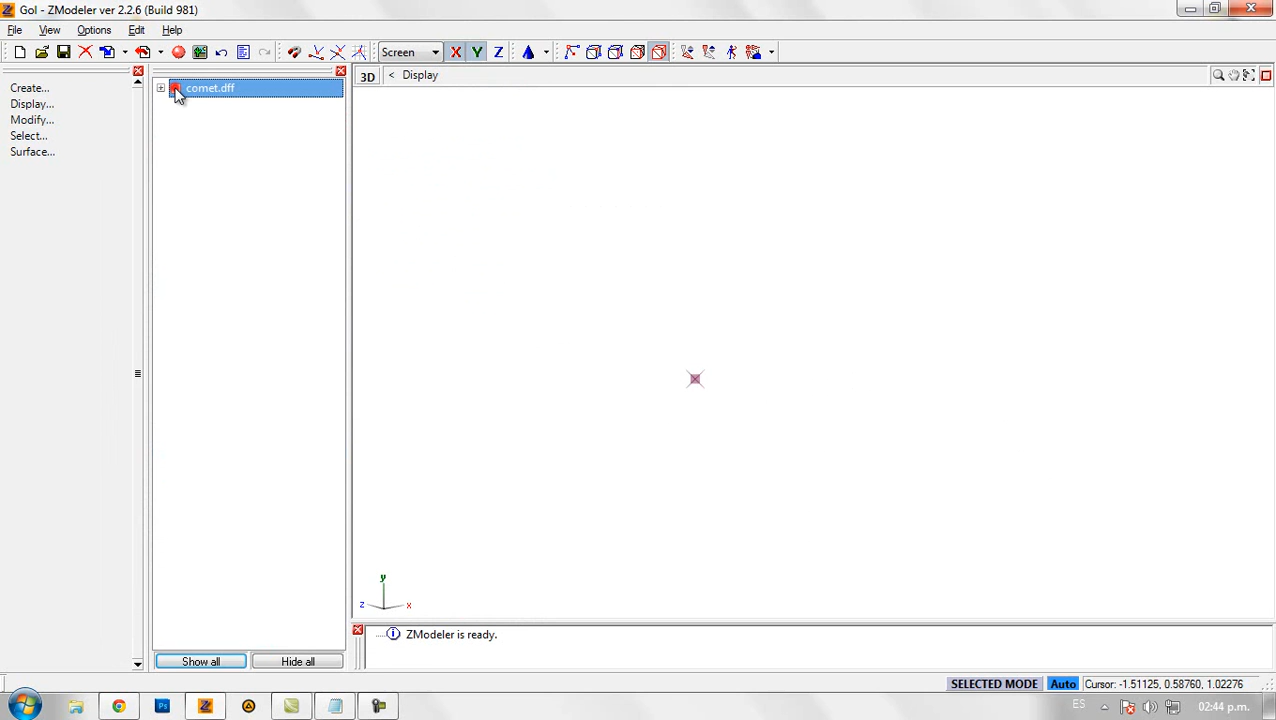 Gol - ZModeler ver 2.2.6 (Build 981)
File View Options Edit Help
Screen X Y Z
Create...
Display...
Modify...
Select...
Surface...
comet.dff
3D < Display
y
z x
Show all Hide all
ZModeler is ready.
SELECTED MODE Auto Cursor: -1.51125, 0.58760, 1.02276
Ps ES 02:44 p.m.